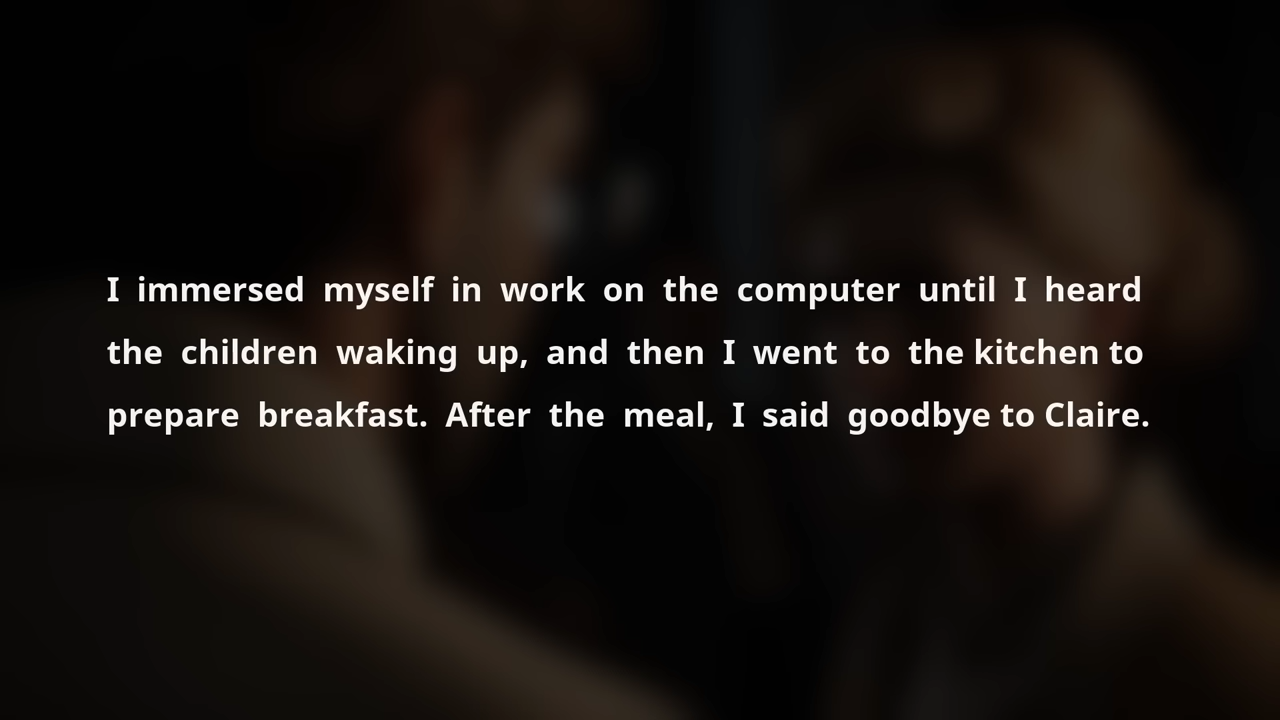 I immersed myself in work on the computer until I heard
the children waking up, and then I went to the kitchen to
prepare breakfast. After the meal, I said goodbye to Claire.